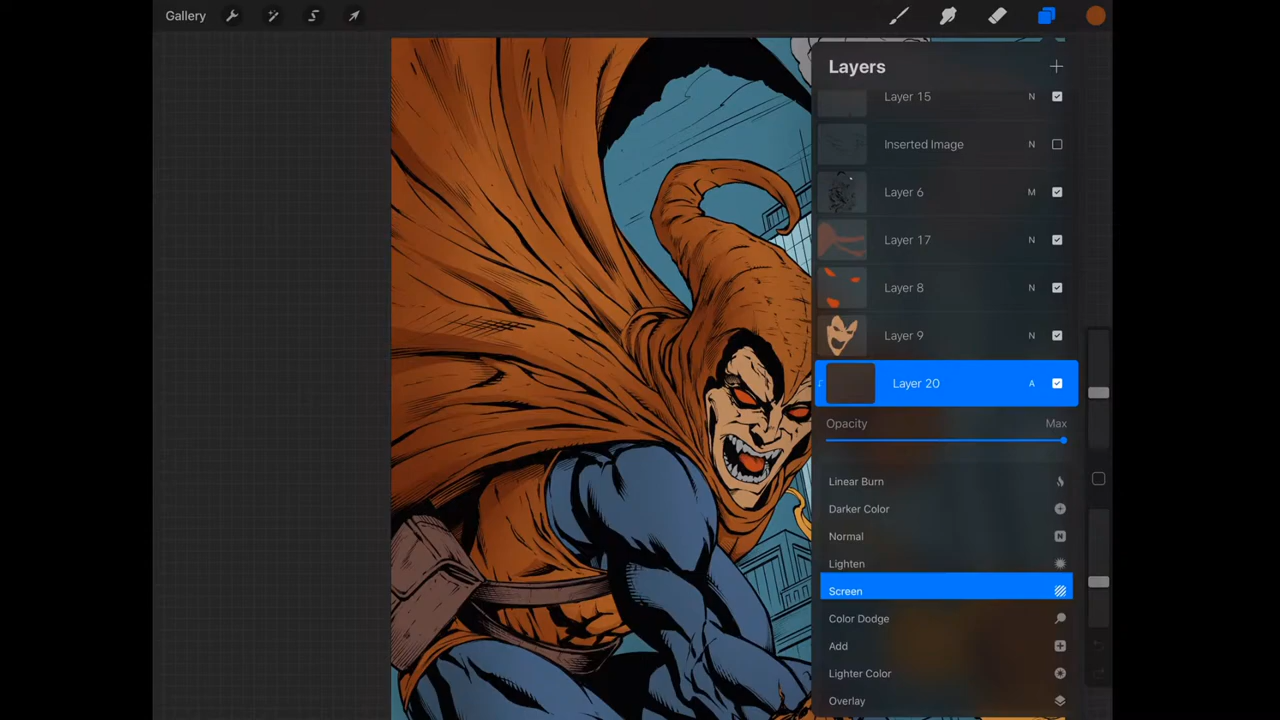 Gallery
Layers
Layer 15 N
Inserted Image N
Layer 6 M
Layer 17 N
Layer 8 N
Layer 9 N
Layer 20 A
Opacity Max
Linear Burn
Darker Color
Normal N
Lighten
Screen
Color Dodge
Add
Lighter Color
Overlay